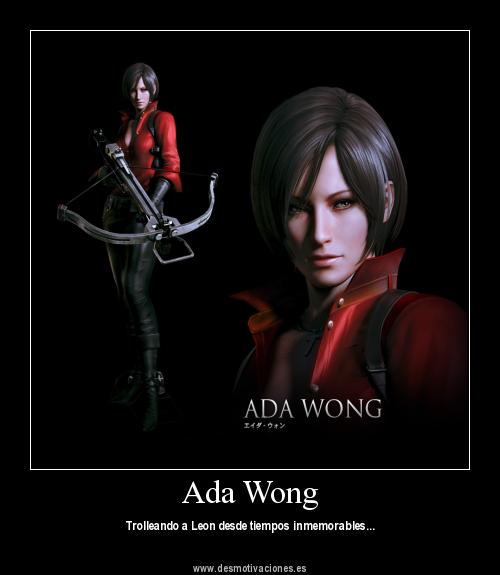 ADA WONG
エイダ・ウォン
Ada Wong
Trolleando a Leon desde tiempos inmemorables...
www.desmotivaciones.es